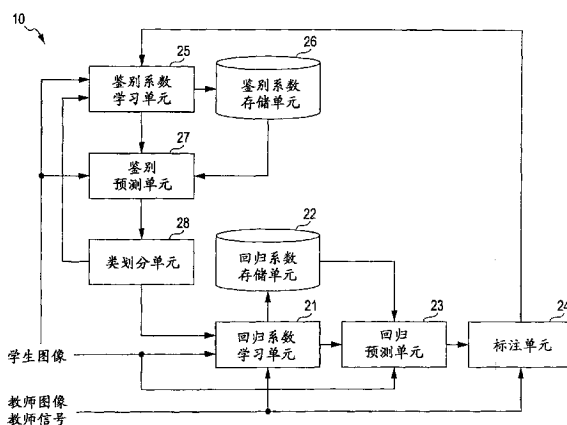 10
25
鉴别系数
学习单元
26
鉴别系数
存储单元
27
鉴别
预测单元
28
类划分单元
22
回归系数
存储单元
21
回归系数
学习单元
23
回归
预测单元
24
标注单元
学生图像
教师图像
教师信号